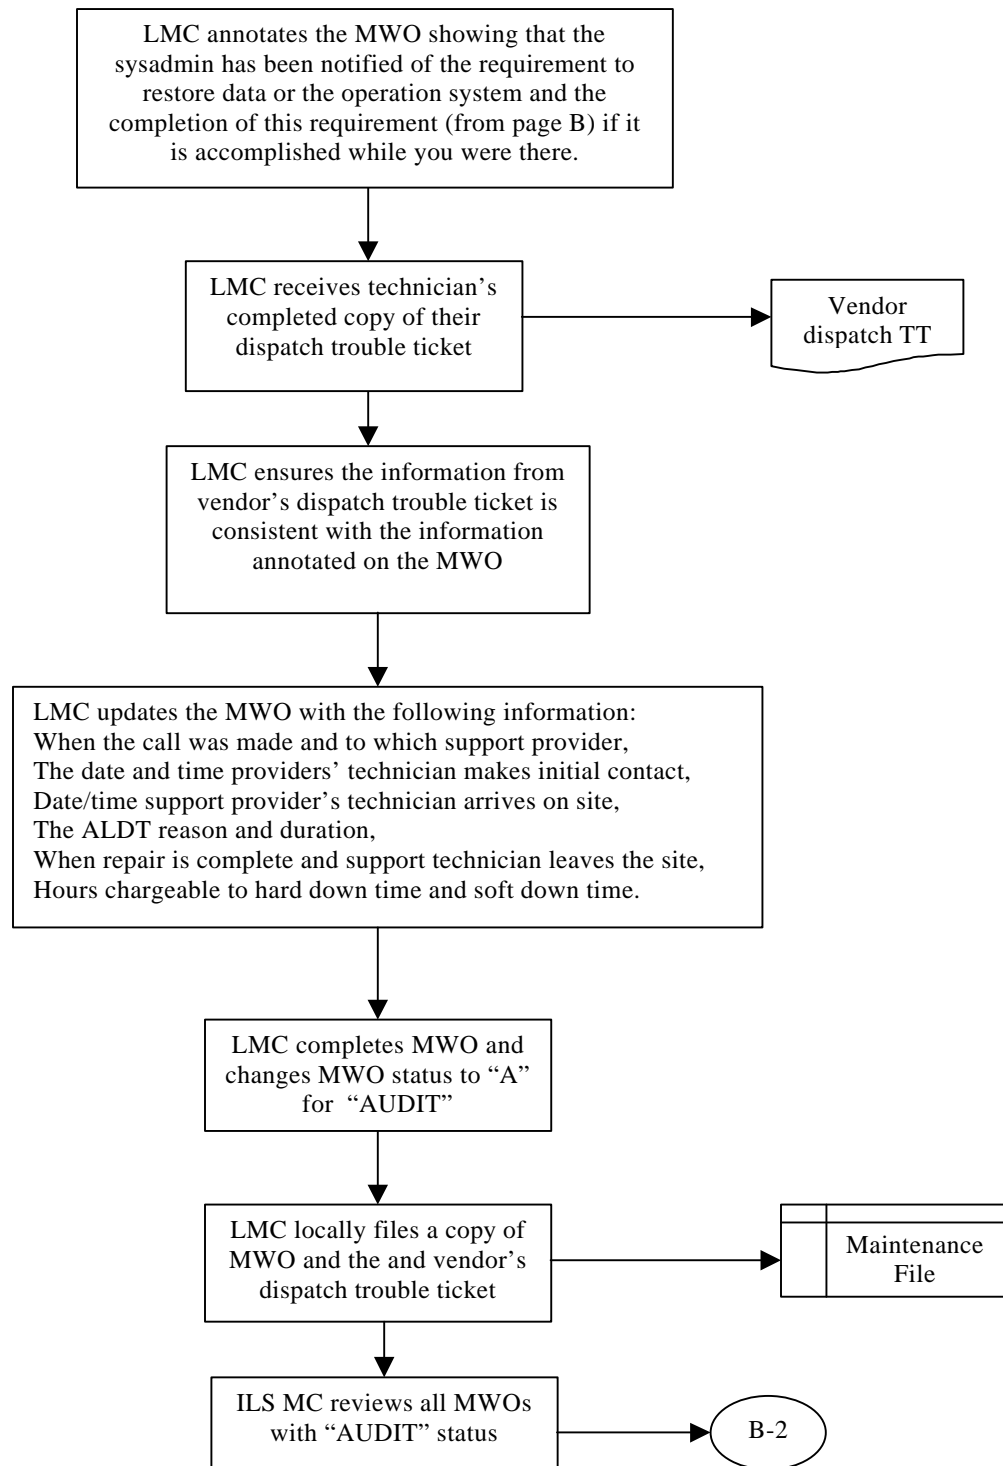 LMC annotates the MWO showing that the
sysadmin has been notified of the requirement to
restore data or the operation system and the
completion of this requirement (from page B) if it
is accomplished while you were there.
LMC receives technician’s
completed copy of their
dispatch trouble ticket
Vendor
dispatch TT
LMC ensures the information from
vendor’s dispatch trouble ticket is
consistent with the information
annotated on the MWO
LMC updates the MWO with the following information:
When the call was made and to which support provider,
The date and time providers’ technician makes initial contact,
Date/time support provider’s technician arrives on site,
The ALDT reason and duration,
When repair is complete and support technician leaves the site,
Hours chargeable to hard down time and soft down time.
LMC completes MWO and
changes MWO status to “A”
for “AUDIT”
LMC locally files a copy of
MWO and the and vendor’s
dispatch trouble ticket
Maintenance
File
ILS MC reviews all MWOs
with “AUDIT” status
B-2